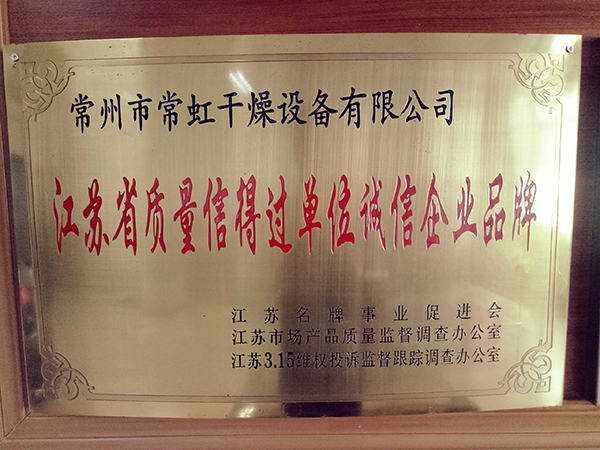 常州市常虹干燥设备有限公司
江苏省质量信得过单位诚信企业品牌
江苏名牌事业促进会
江苏市场产品质量监督调查办公室
江苏3.15维权投诉监督跟踪调查办公室